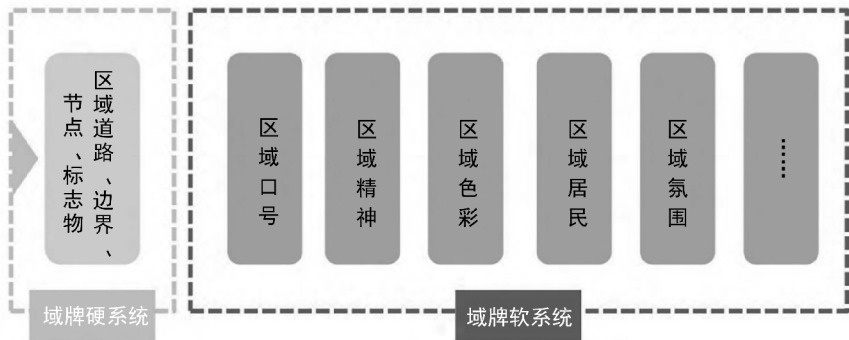 区域道路、边界、
节点、标志物
区域口号
区域精神
区域色彩
区域居民
区域氛围
……
域牌硬系统
域牌软系统